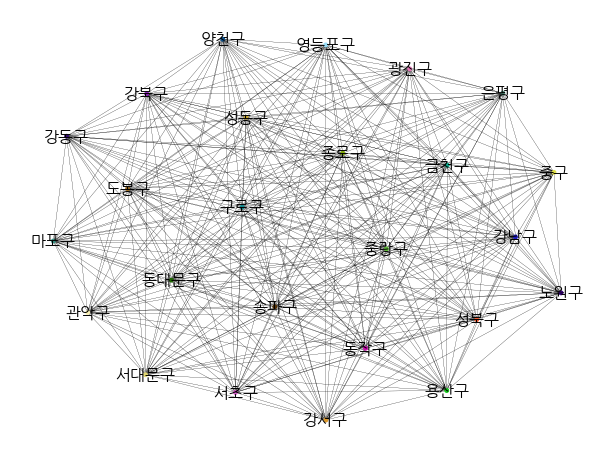 양천구
영등포구
광진구
은평구
강북구
성동구
강동구
종로구
금천구
중구
도봉구
구로구
마포구
강남구
중랑구
동대문구
노원구
관악구
송파구
성북구
동작구
서대문구
서초구
용산구
강서구